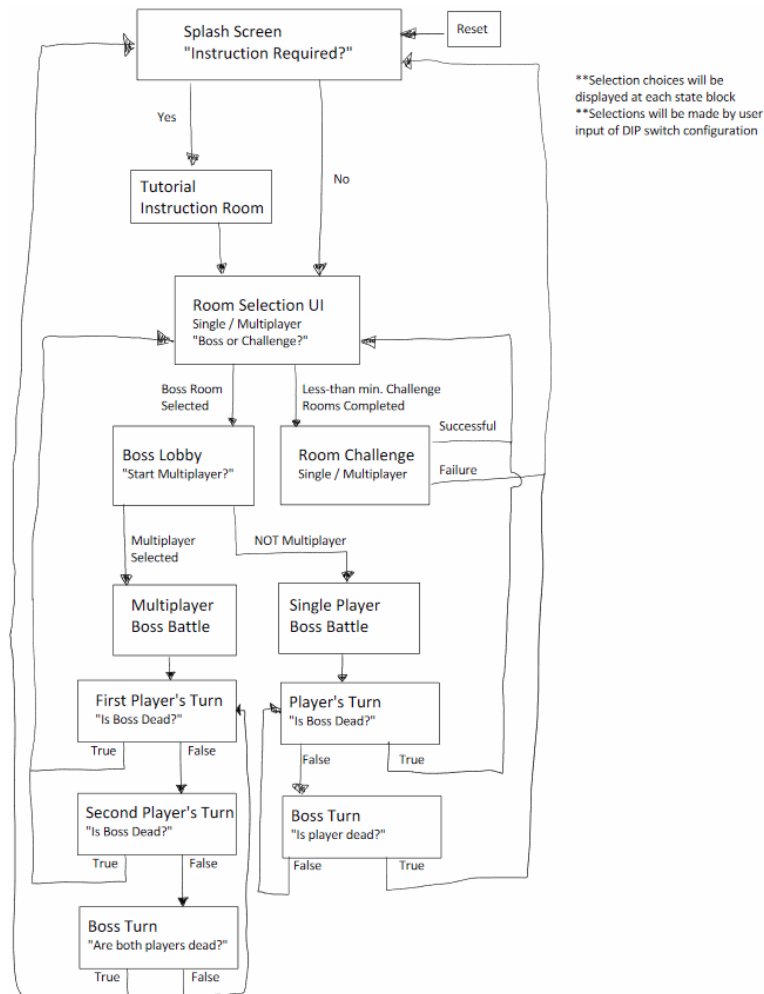 Splash Screen
"Instruction Required?"
Reset
**Selection choices will be
displayed at each state block
**Selections will be made by user
input of DIP switch configuration
Yes
No
Tutorial
Instruction Room
Room Selection UI
Single / Multiplayer
"Boss or Challenge?"
Boss Room
Selected
Less-than min. Challenge
Rooms Completed
Boss Lobby
"Start Multiplayer?"
Room Challenge
Single / Multiplayer
Successful
Failure
Multiplayer
Selected
NOT Multiplayer
Multiplayer
Boss Battle
Single Player
Boss Battle
First Player's Turn
"Is Boss Dead?"
True
False
Player's Turn
"Is Boss Dead?"
False
True
Second Player's Turn
"Is Boss Dead?"
True
False
Boss Turn
"Is player dead?"
False
True
Boss Turn
"Are both players dead?"
True
False